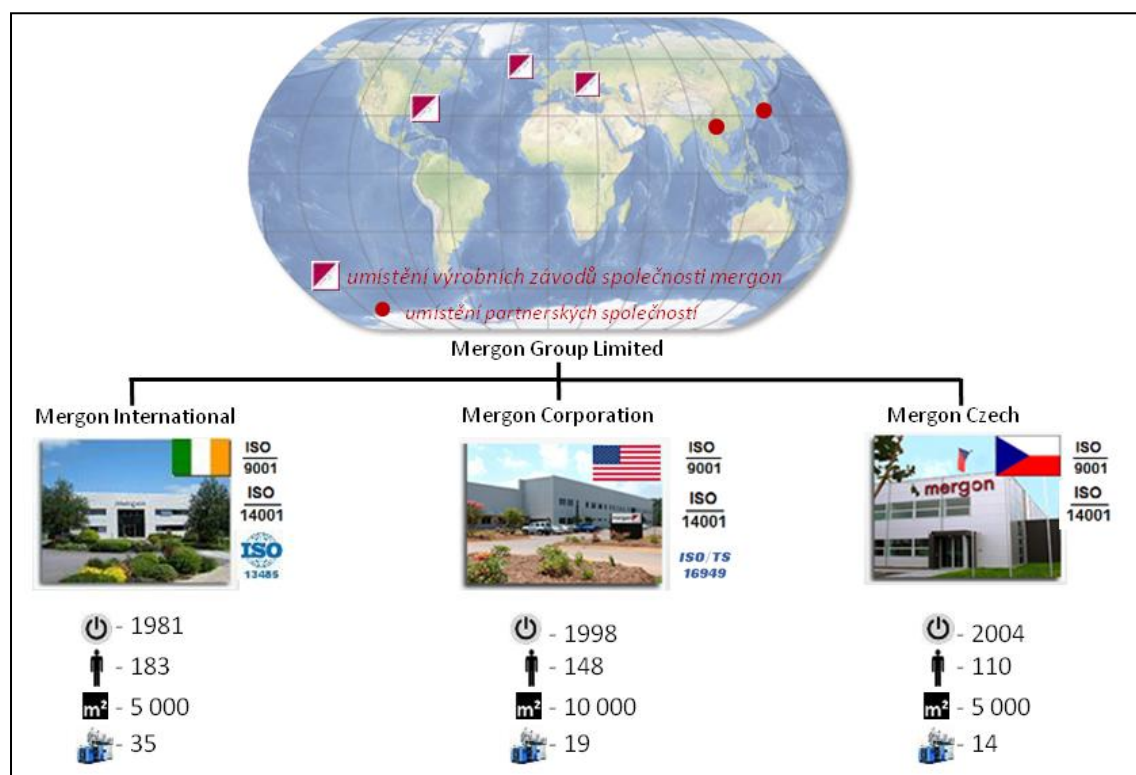 umístění výrobních závodů společnosti mergon
umístění partnerských společností
Mergon Group Limited
Mergon International
Mergon Corporation
Mergon Czech
mergon
ISO
9001
ISO
14001
ISO
13485
mergon
ISO
9001
ISO
14001
ISO/TS
16949
mergon
ISO
9001
ISO
14001
- 1981
- 183
m² - 5 000
- 35
- 1998
- 148
m² - 10 000
- 19
- 2004
- 110
m² - 5 000
- 14